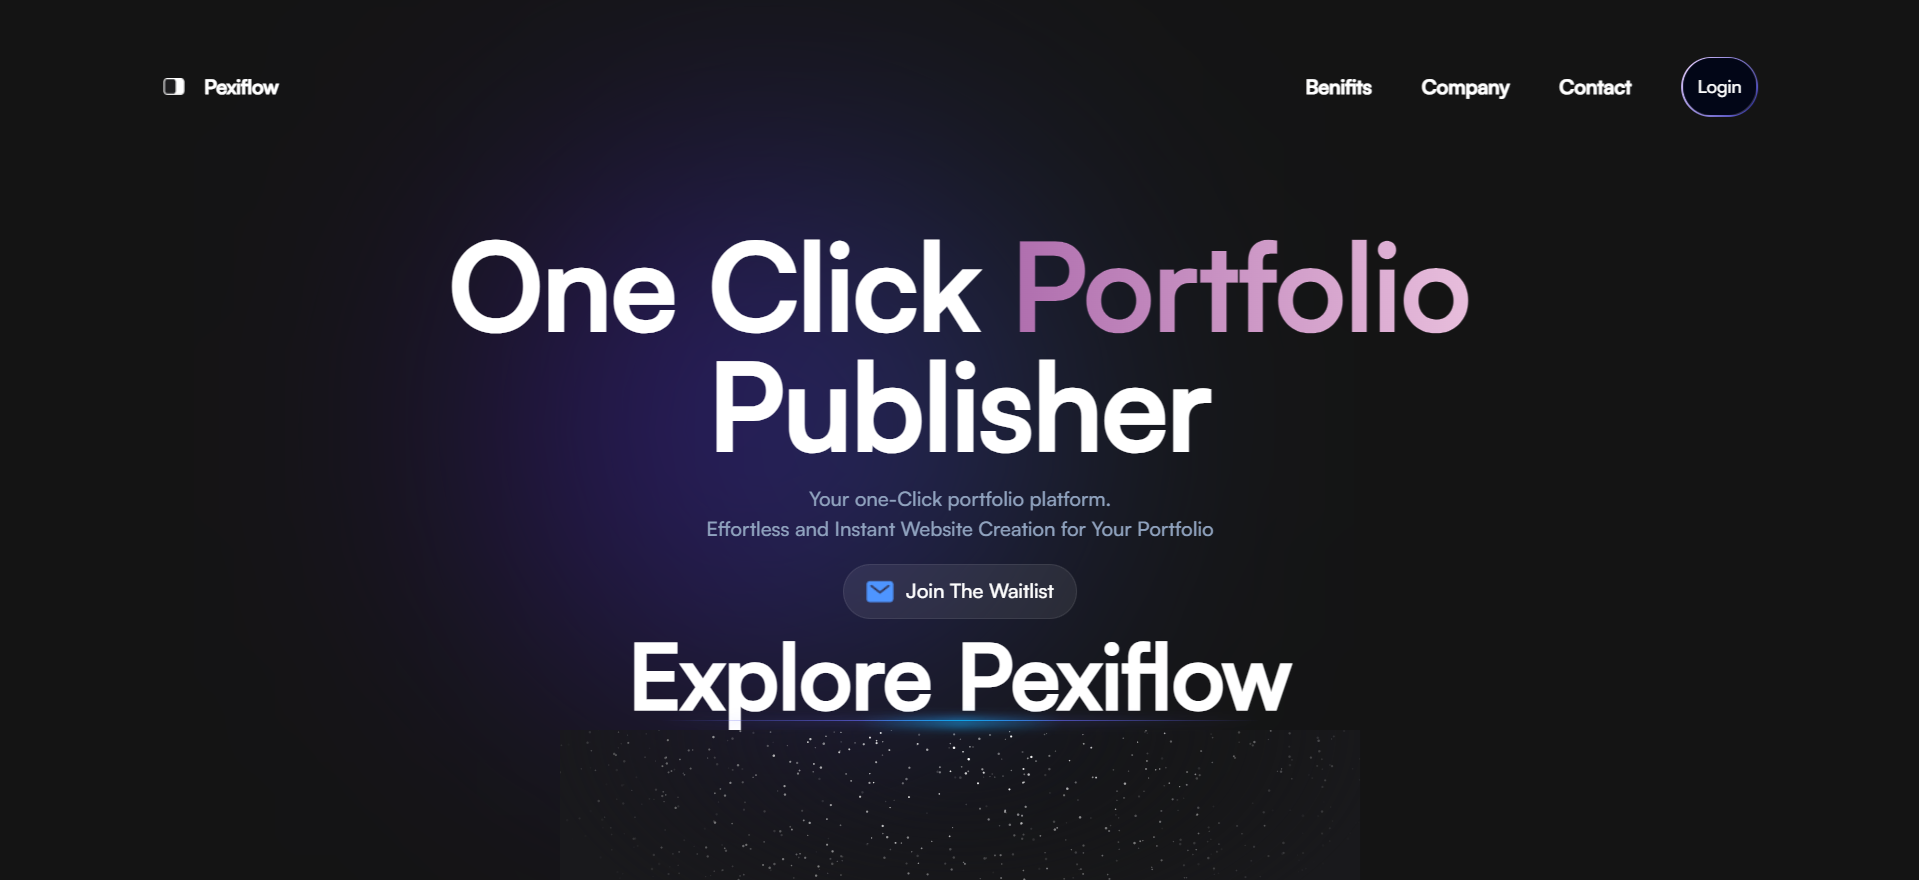 Pexiflow
Benifits
Company
Contact
Login
One Click Portfolio
Publisher
Your one-Click portfolio platform.
Effortless and Instant Website Creation for Your Portfolio
Join The Waitlist
Explore Pexiflow